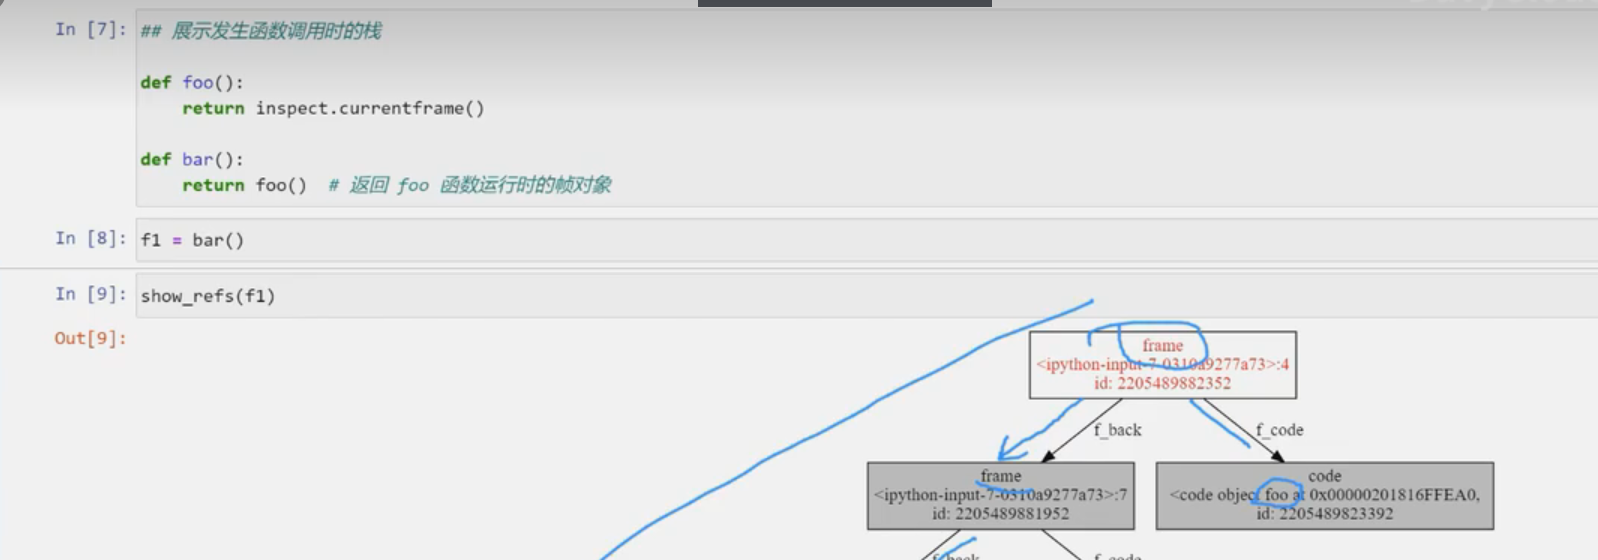 In [7]: ## 展示发生函数调用时的栈
def foo():
return inspect.currentframe()
def bar():
return foo() # 返回 foo 函数运行时的帧对象
In [8]: f1 = bar()
In [9]: show_refs(f1)
Out[9]:
frame
<ipython-input-7-0310a9277a73>:4
id: 2205489882352
f_back
f_code
frame
<ipython-input-7-0310a9277a73>:7
id: 2205489881952
code
<code object foo at 0x00000201816FFEA0,
id: 2205489823392
f_back
f_code